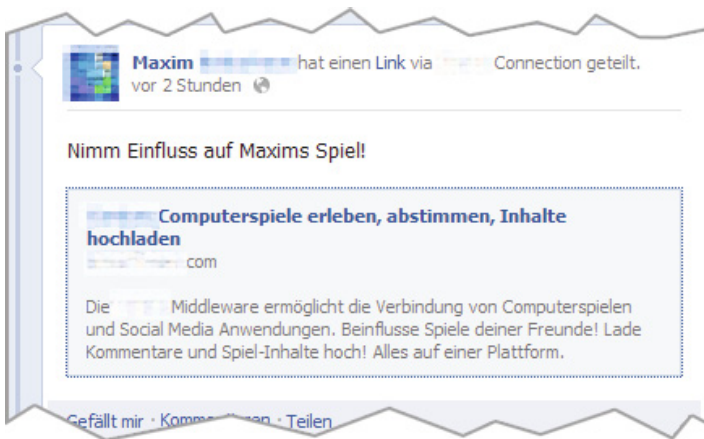 Maxim hat einen Link via Connection geteilt.
vor 2 Stunden
Nimm Einfluss auf Maxims Spiel!
Computerspiele erleben, abstimmen, Inhalte
hochladen
com
Die Middleware ermöglicht die Verbindung von Computerspielen
und Social Media Anwendungen. Beinflusse Spiele deiner Freunde! Lade
Kommentare und Spiel-Inhalte hoch! Alles auf einer Plattform.
Gefällt mir · Kommentieren · Teilen